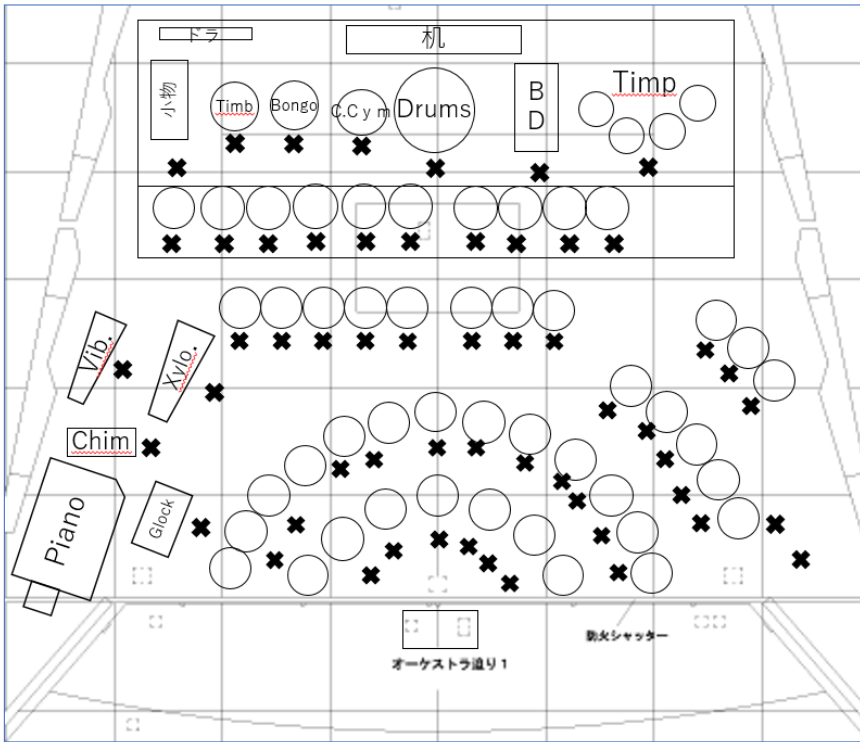 ドラ
机
小物
Timb
Bongo
C.Cym
Drums
BD
Timp
Vib.
Xylo.
Chim
Piano
Glock
防火シャッター
オーケストラ迫り1